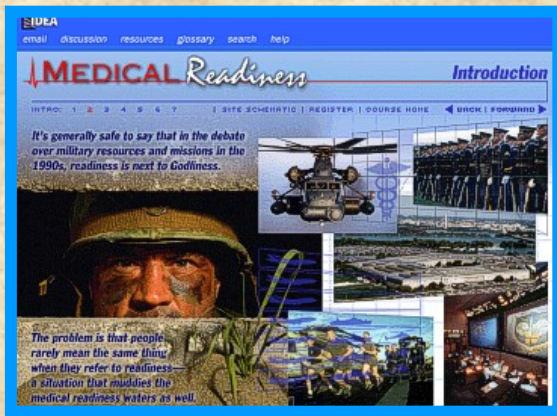 IDEA
email discussion resources glossary search help
MEDICAL Readiness
Introduction
INTRO: 1 2 3 4 5 6 7 | SITE SCHEMATIC | REGISTER | COURSE HOME BACK | FORWARD
It's generally safe to say that in the debate
over military resources and missions in the
1990s, readiness is next to Godliness.
The problem is that people
rarely mean the same thing
when they refer to readiness—
a situation that muddies the
medical readiness waters as well.